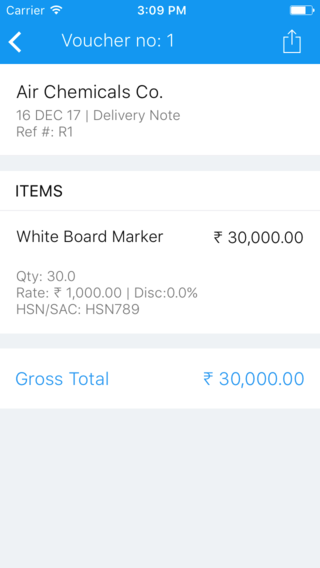 Carrier 3:09 PM
Voucher no: 1
Air Chemicals Co.
16 DEC 17 | Delivery Note
Ref #: R1
ITEMS
White Board Marker ₹ 30,000.00
Qty: 30.0
Rate: ₹ 1,000.00 | Disc:0.0%
HSN/SAC: HSN789
Gross Total ₹ 30,000.00